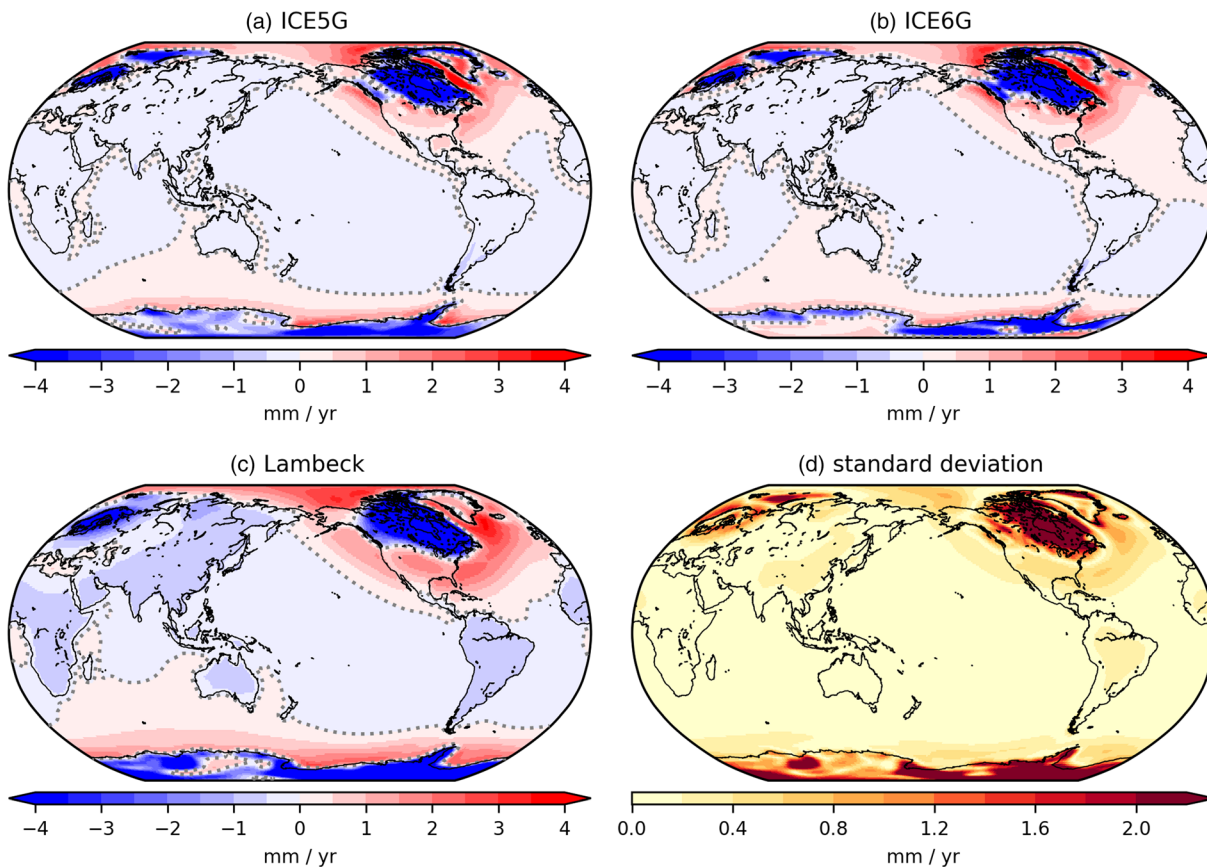 (a) ICE5G
(b) ICE6G
−4 −3 −2 −1 0 1 2 3 4
mm / yr
−4 −3 −2 −1 0 1 2 3 4
mm / yr
(c) Lambeck
(d) standard deviation
−4 −3 −2 −1 0 1 2 3 4
mm / yr
0.0 0.4 0.8 1.2 1.6 2.0
mm / yr